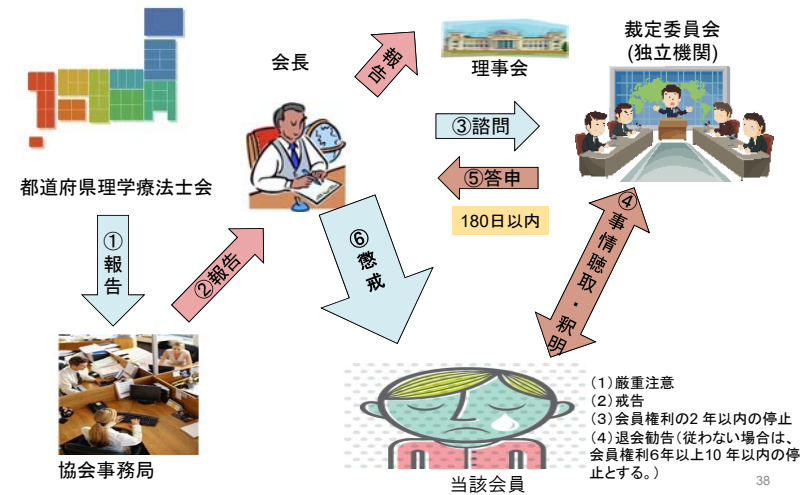 会長
報告
理事会
裁定委員会
(独立機関)
③諮問
⑤答申
180日以内
都道府県理学療法士会
①報告
②報告
⑥懲戒
④事情聴取・釈明
協会事務局
当該会員
(1)厳重注意
(2)戒告
(3)会員権利の2 年以内の停止
(4)退会勧告(従わない場合は、
会員権利6年以上10 年以内の停
止とする。)
38